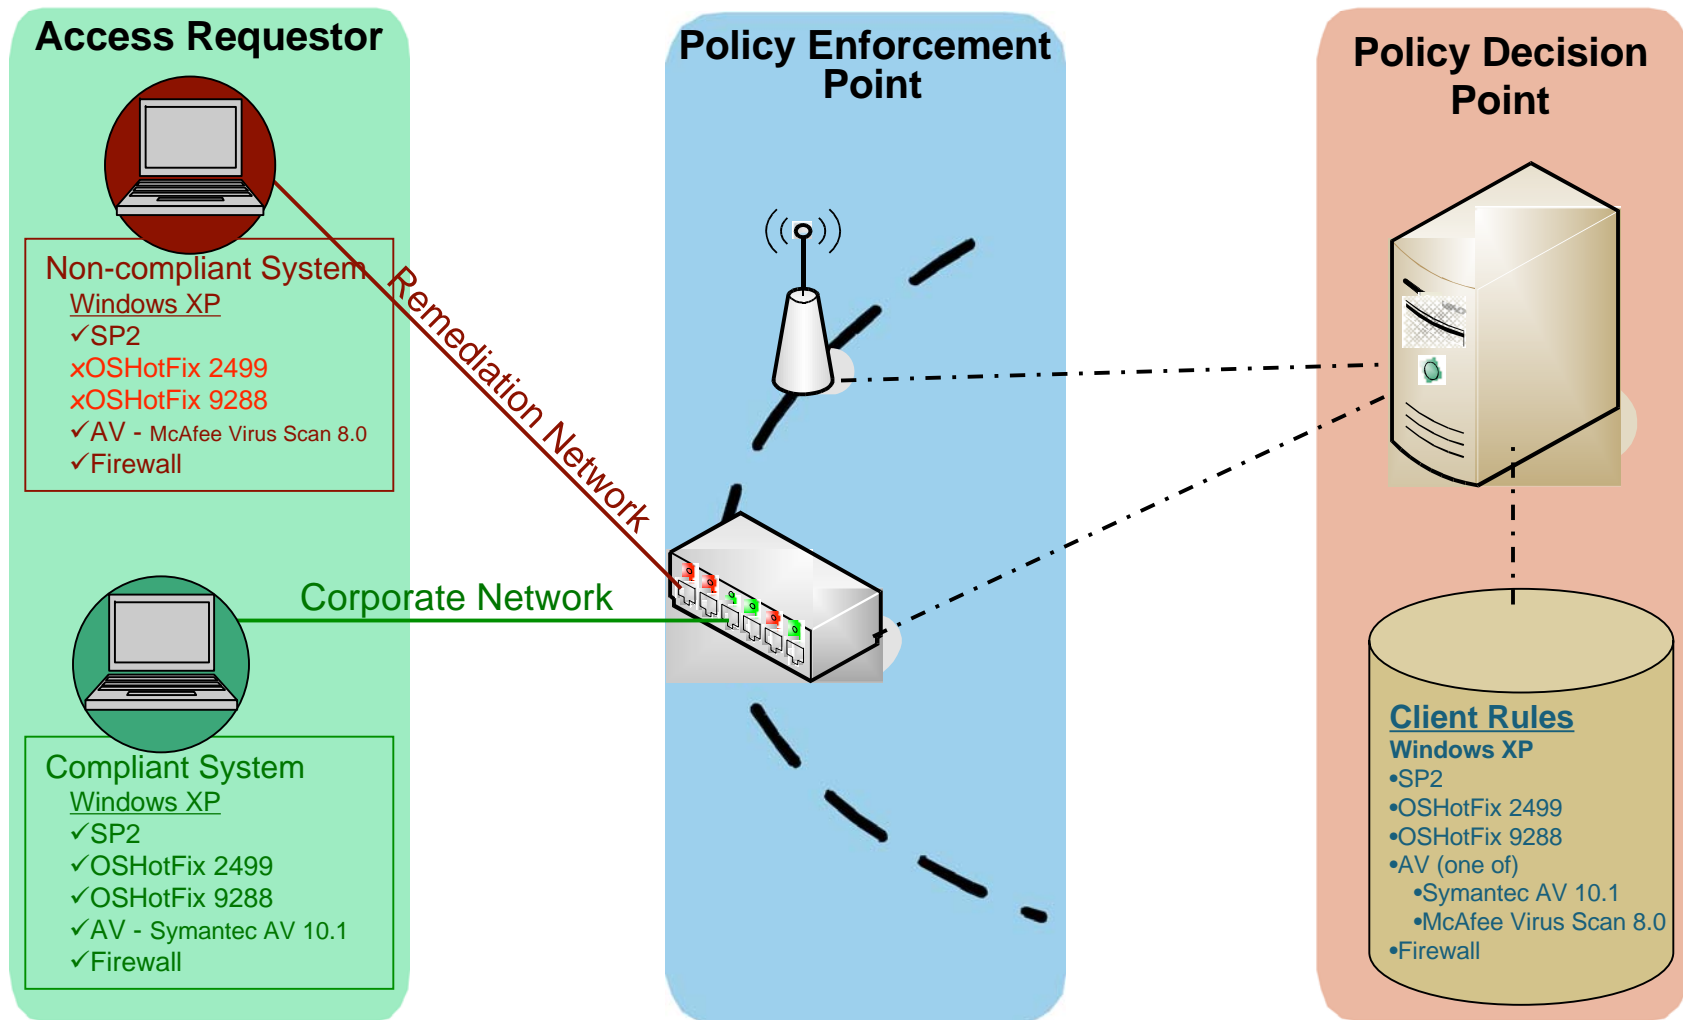 Access Requestor
Non-compliant System
Windows XP
✓SP2
xOSHotFix 2499
xOSHotFix 9288
✓AV - McAfee Virus Scan 8.0
✓Firewall
Compliant System
Windows XP
✓SP2
✓OSHotFix 2499
✓OSHotFix 9288
✓AV - Symantec AV 10.1
✓Firewall
Remediation Network
Corporate Network
Policy Enforcement
Point
Policy Decision
Point
Client Rules
Windows XP
•SP2
•OSHotFix 2499
•OSHotFix 9288
•AV (one of)
•Symantec AV 10.1
•McAfee Virus Scan 8.0
•Firewall